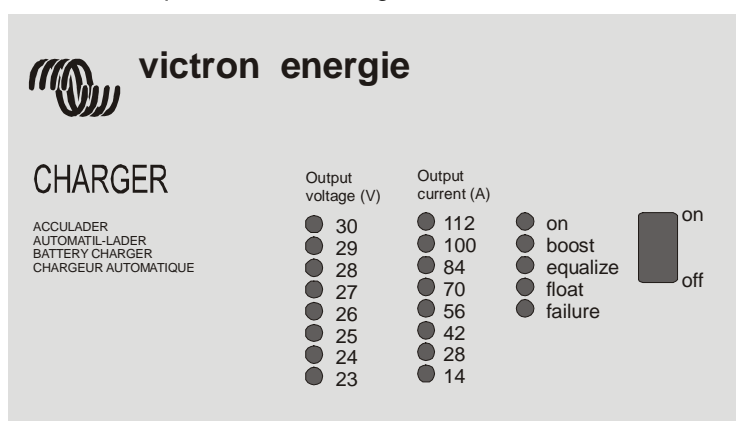 victron energie
CHARGER
ACCULADER
AUTOMATIL-LADER
BATTERY CHARGER
CHARGEUR AUTOMATIQUE
Output
voltage (V)
30
29
28
27
26
25
24
23
Output
current (A)
112
100
84
70
56
42
28
14
on
boost
equalize
float
failure
on
off